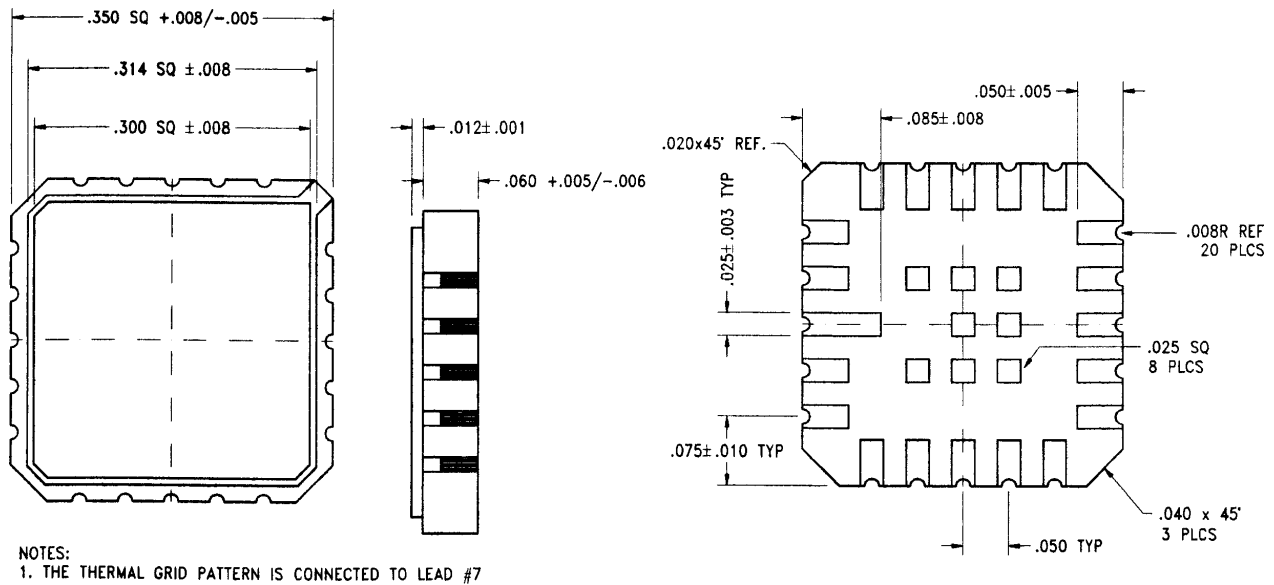 .350 SQ +.008/-.005
.314 SQ ±.008
.300 SQ ±.008
.012±.001
.060 +.005/-.006
.050±.005
.085±.008
.020x45° REF.
.025±.003 TYP
.008R REF
20 PLCS
.025 SQ
8 PLCS
.075±.010 TYP
.040 x 45°
3 PLCS
.050 TYP
NOTES:
1. THE THERMAL GRID PATTERN IS CONNECTED TO LEAD #7